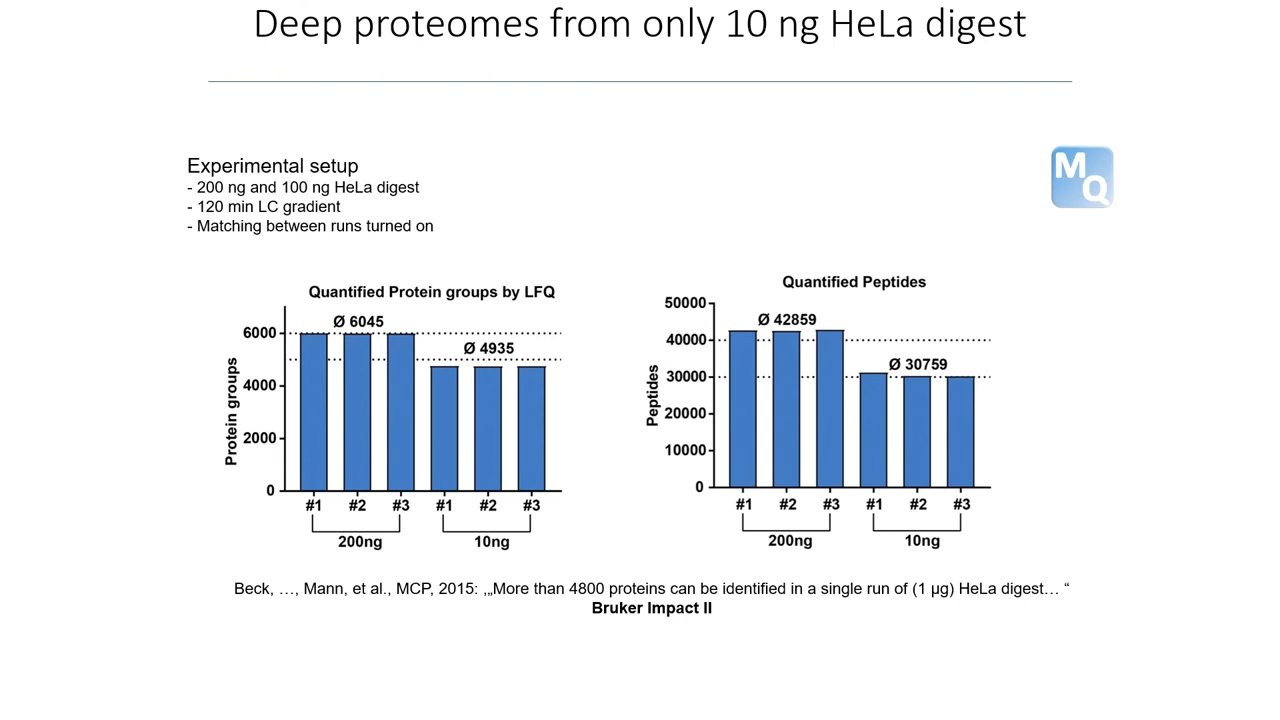 Deep proteomes from only 10 ng HeLa digest
Experimental setup
- 200 ng and 100 ng HeLa digest
- 120 min LC gradient
- Matching between runs turned on
MQ
Quantified Protein groups by LFQ
Protein groups
6000
4000
2000
0
Ø 6045
Ø 4935
#1 #2 #3 #1 #2 #3
200ng 10ng
Quantified Peptides
Peptides
50000
40000
30000
20000
10000
0
Ø 42859
Ø 30759
#1 #2 #3 #1 #2 #3
200ng 10ng
Beck, …, Mann, et al., MCP, 2015: ‚„More than 4800 proteins can be identified in a single run of (1 µg) HeLa digest… “
Bruker Impact II